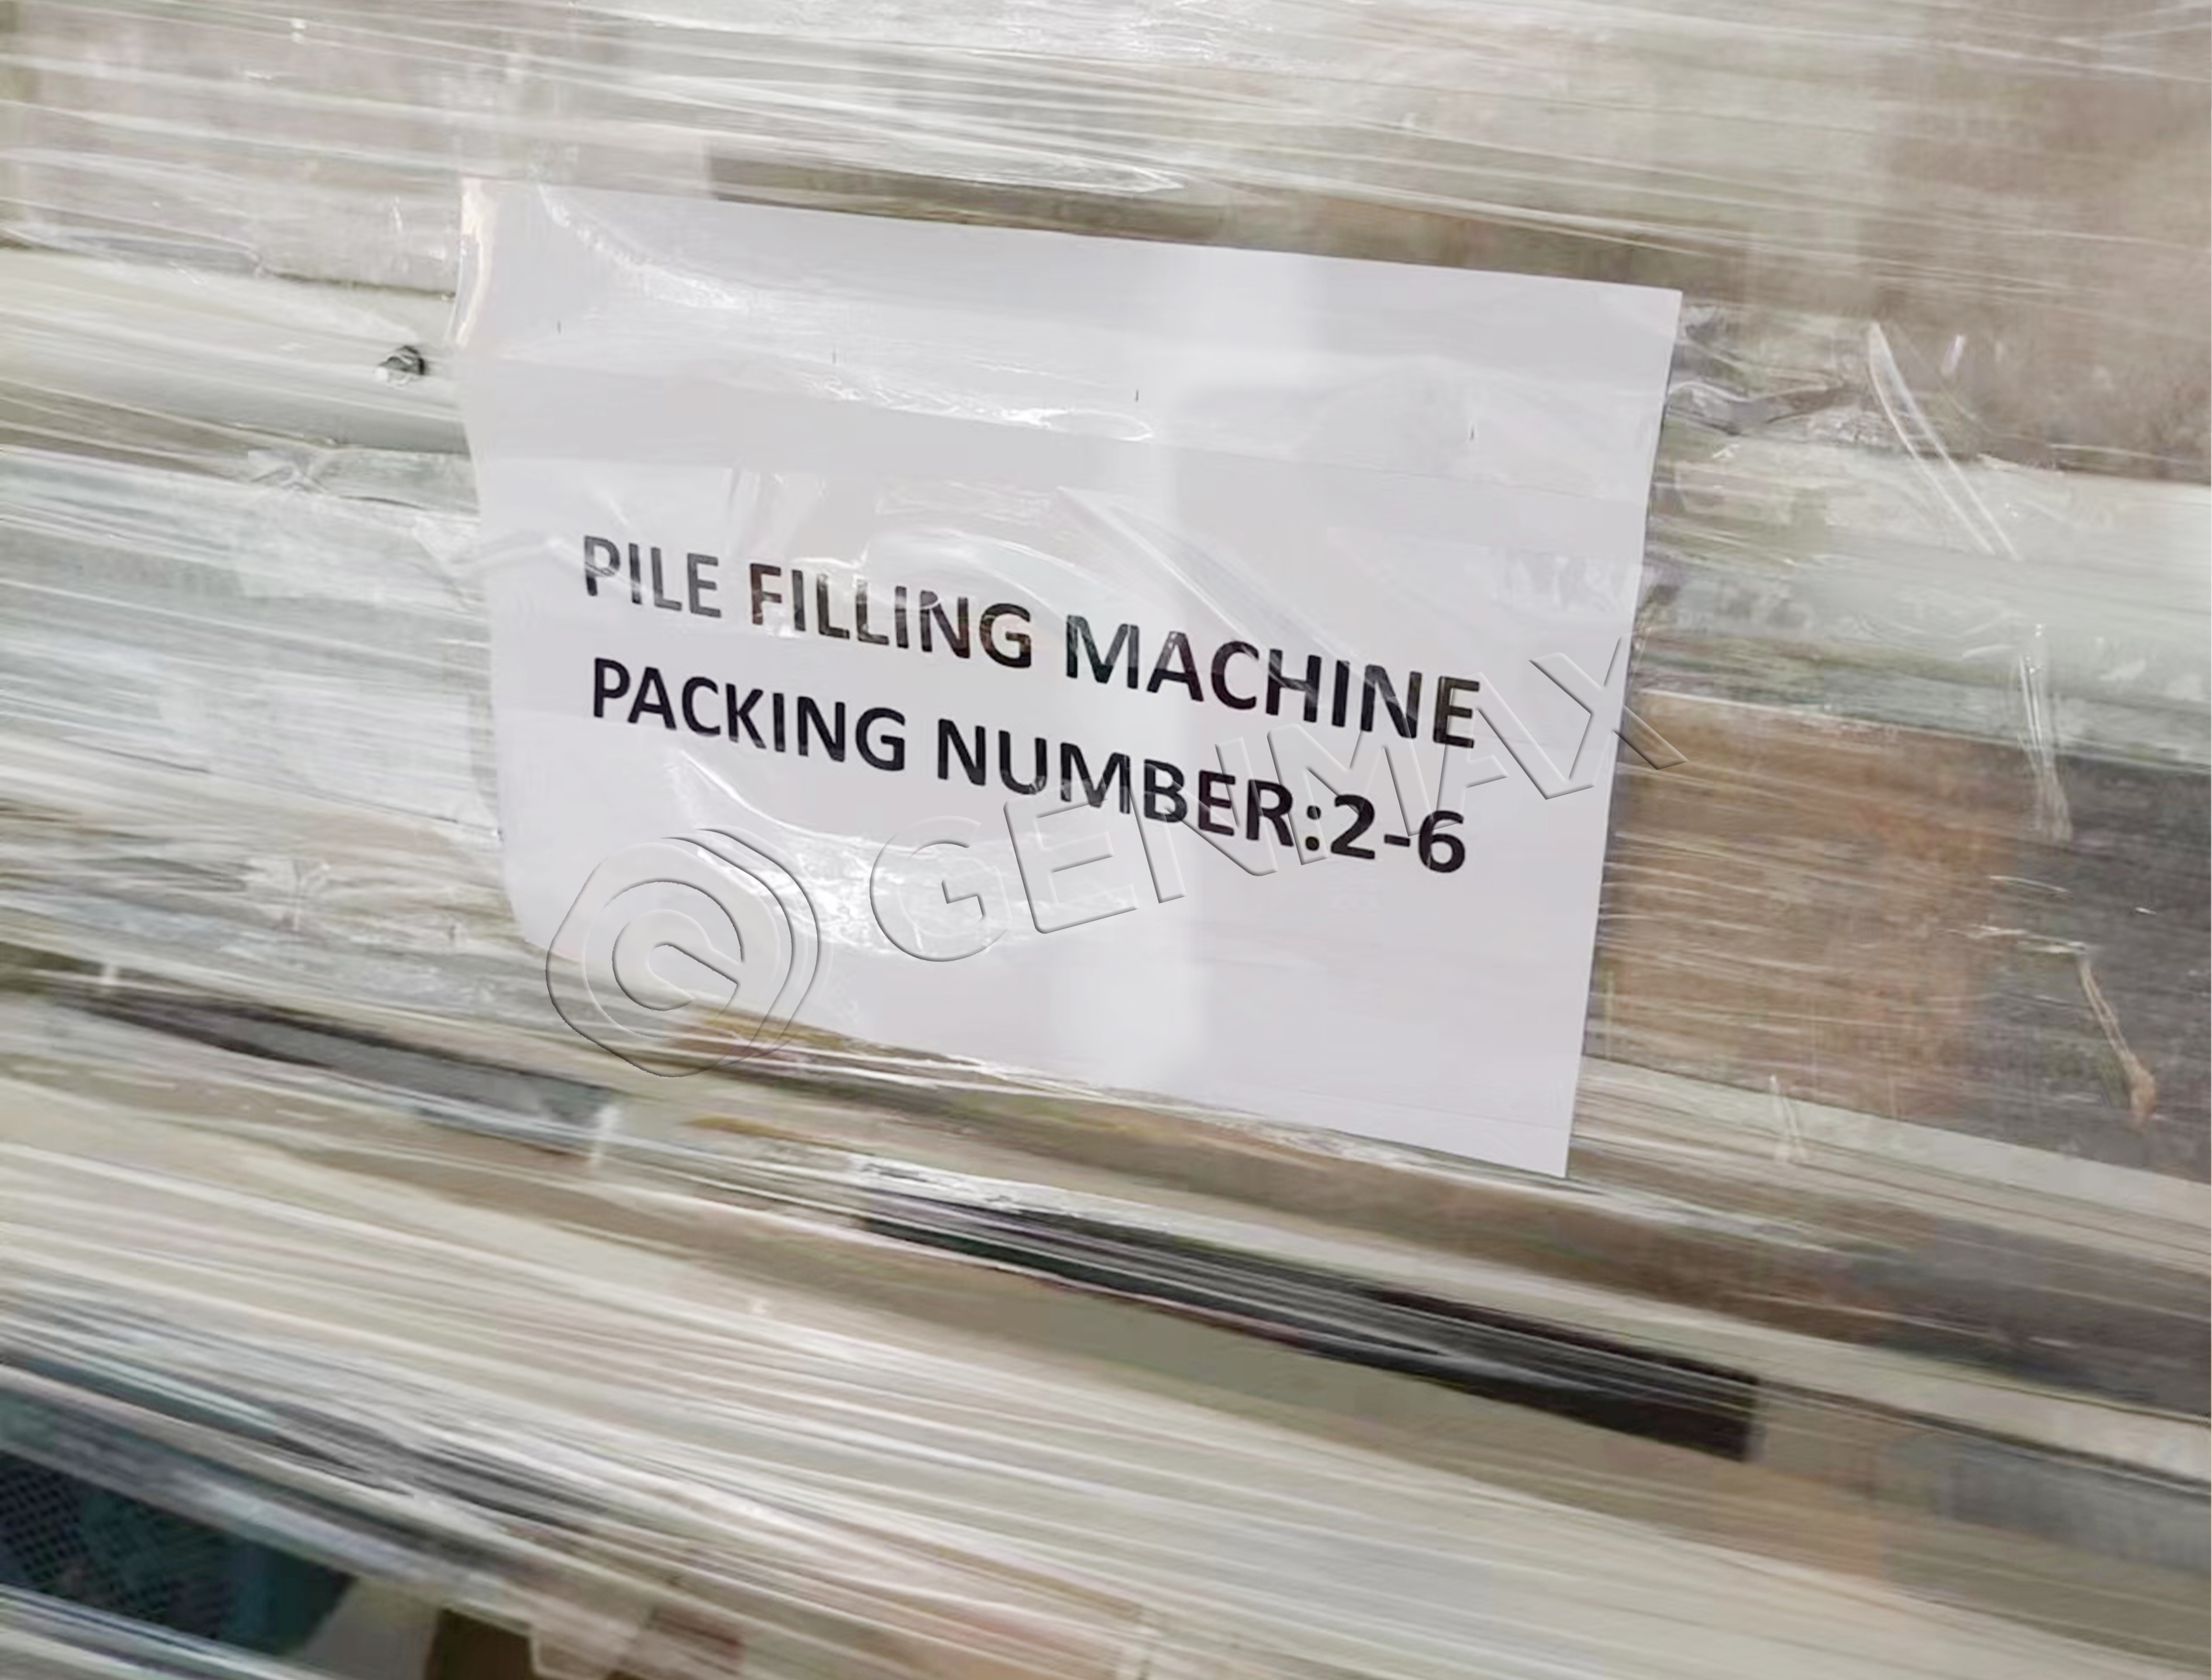 PILE FILLING MACHINE
PACKING NUMBER:2-6
GENMAX